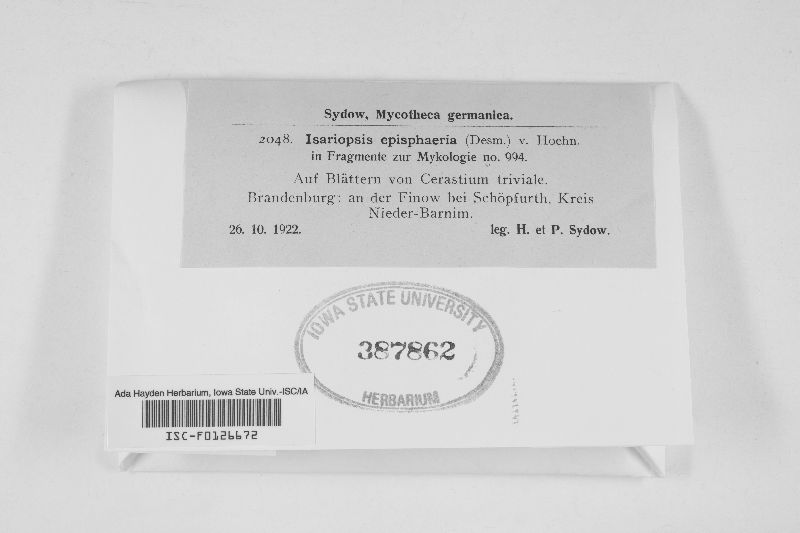 Sydow, Mycotheca germanica.
2048. Isariopsis episphaeria (Desm.) v. Hoehn.
in Fragmente zur Mykologie no. 994.
Auf Blättern von Cerastium triviale.
Brandenburg: an der Finow bei Schöpfurth, Kreis
Nieder-Barnim.
26. 10. 1922. leg. H. et P. Sydow.
IOWA STATE UNIVERSITY
387862
HERBARIUM
Ada Hayden Herbarium, Iowa State Univ.-ISC/IA
ISC-F0126672